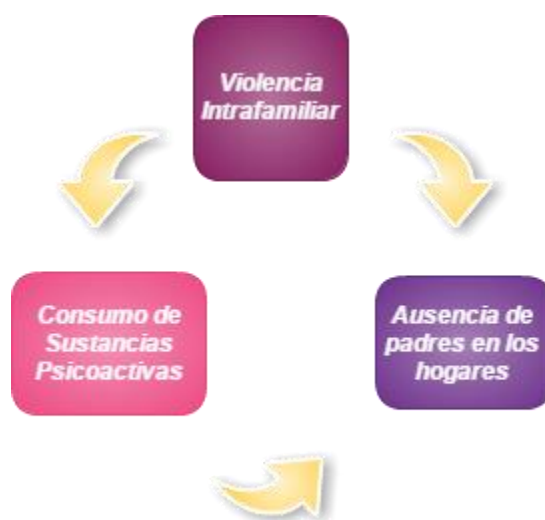 Violencia
Intrafamiliar
Consumo de
Sustancias
Psicoactivas
Ausencia de
padres en los
hogares